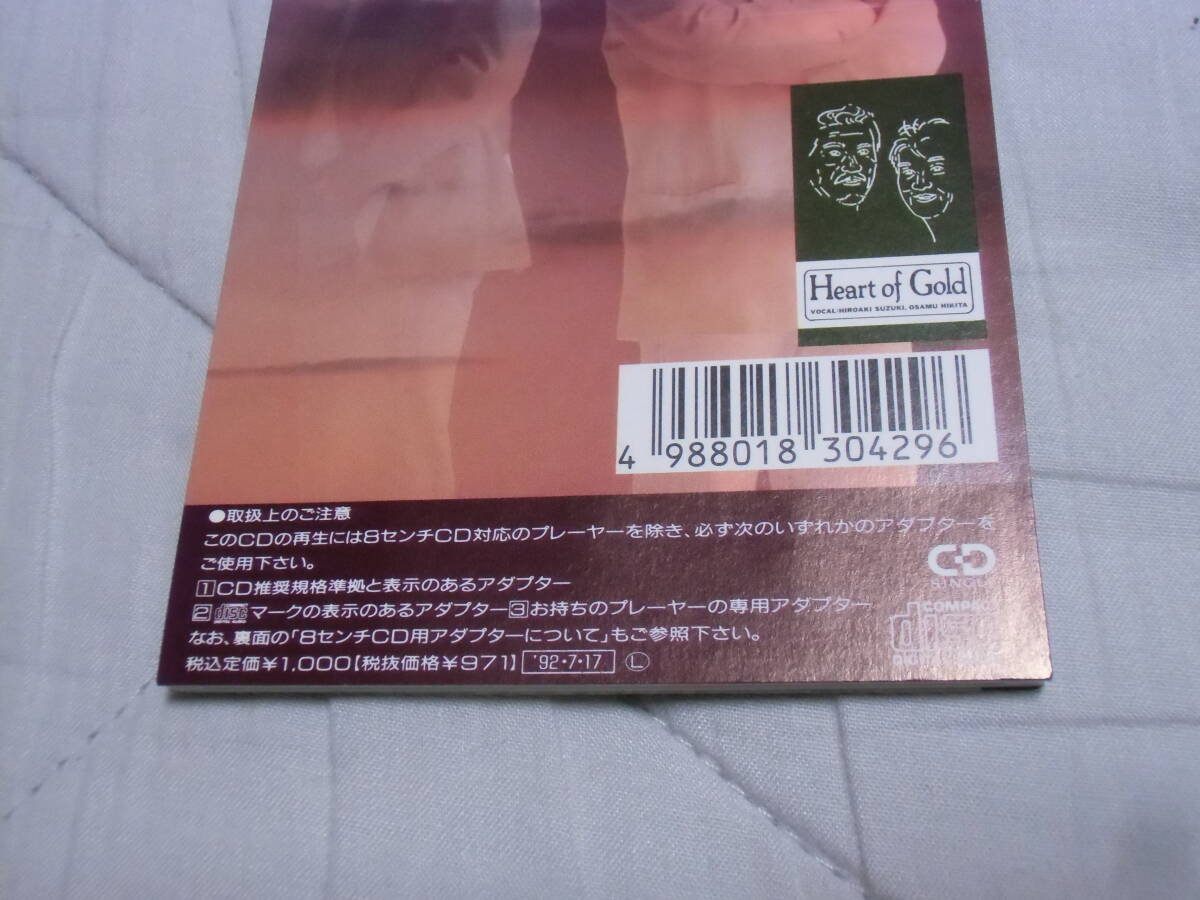 Heart of Gold
VOCAL:HIROAKI SUZUKI, OSAMU HIKITA
4 988018 304296
●取扱上のご注意
このCDの再生には8センチCD対応のプレーヤーを除き、必ず次のいずれかのアダプターを
ご使用下さい。
1 CD推奨規格準拠と表示のあるアダプター
2 disc DIGITAL AUDIO マークの表示のあるアダプター 3 お持ちのプレーヤーの専用アダプター
なお、裏面の「8センチCD用アダプターについて」もご参照下さい。
税込定価¥1,000【税抜価格¥971】 '92・7・17 Ⓛ
CD
COMPACT
disc